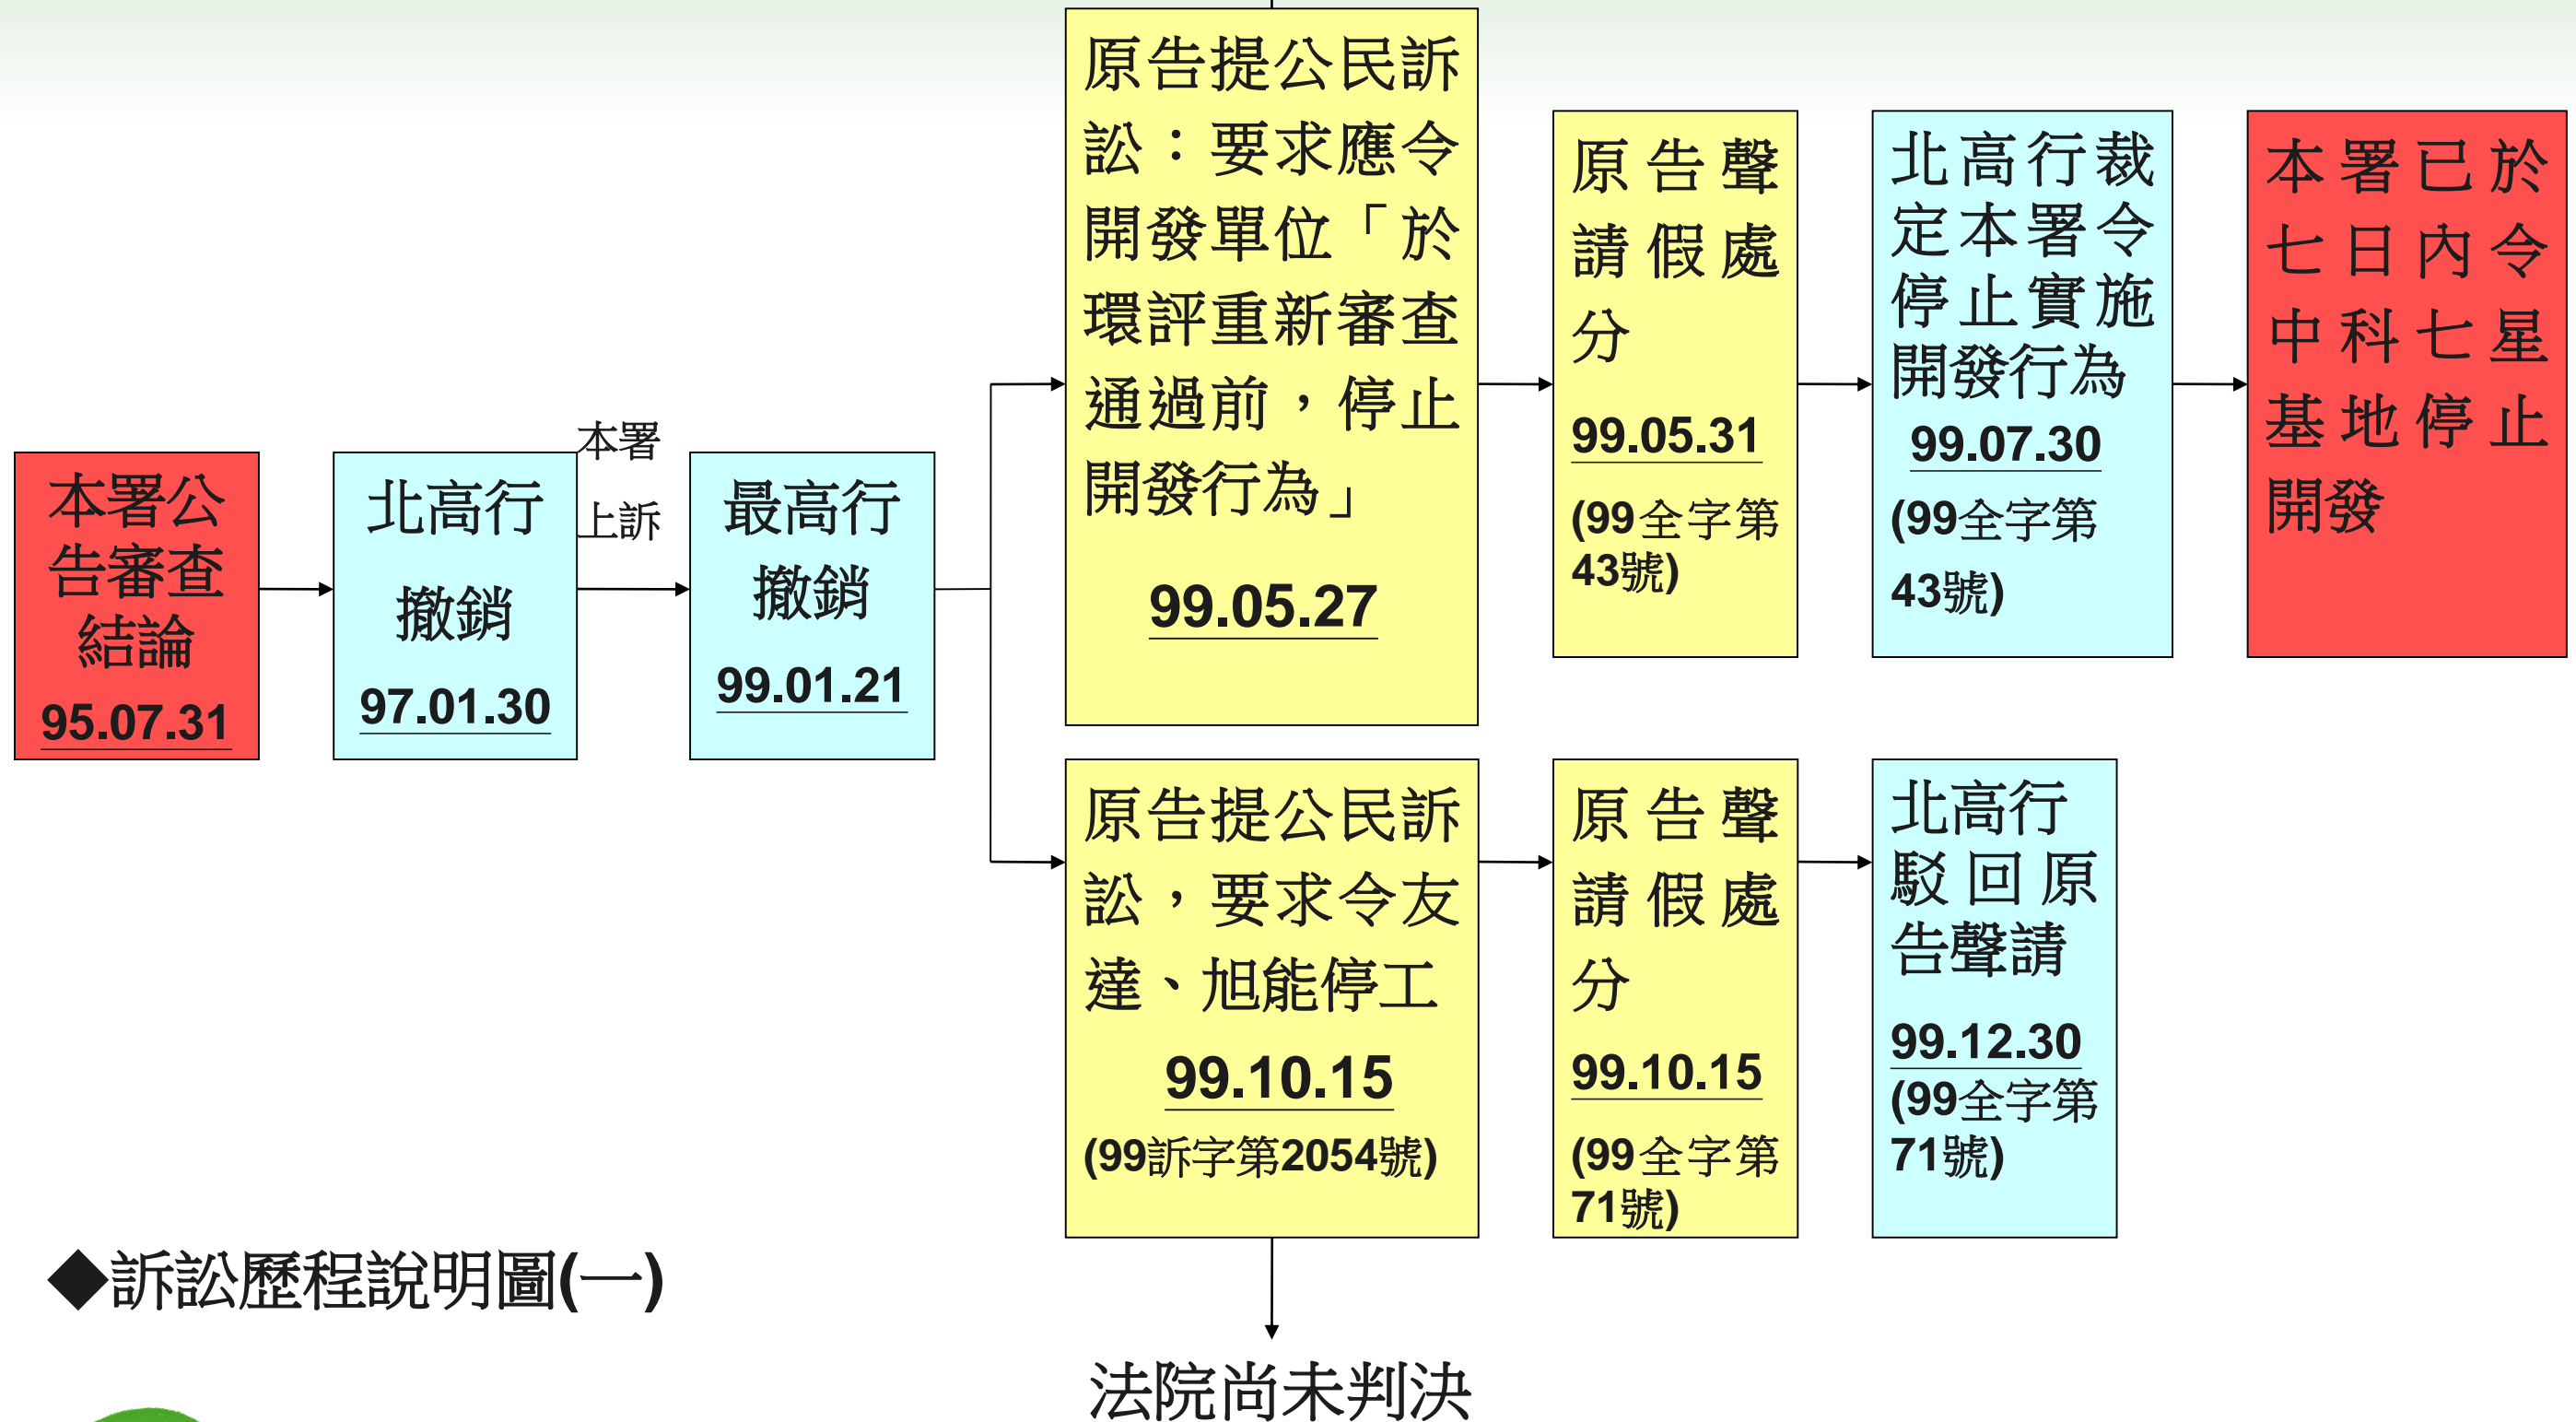 本署公
告審查
結論
95.07.31
北高行
撤銷
97.01.30
本署
上訴
最高行
撤銷
99.01.21
原告提公民訴
訟：要求應令
開發單位「於
環評重新審查
通過前，停止
開發行為」
99.05.27
原告聲
請假處
分
99.05.31
(99全字第
43號)
北高行裁
定本署令
停止實施
開發行為
99.07.30
(99全字第
43號)
本署已於
七日內令
中科七星
基地停止
開發
原告提公民訴
訟，要求令友
達、旭能停工
99.10.15
(99訴字第2054號)
原告聲
請假處
分
99.10.15
(99全字第
71號)
北高行
駁回原
告聲請
99.12.30
(99全字第
71號)
◆訴訟歷程說明圖(一)
法院尚未判決